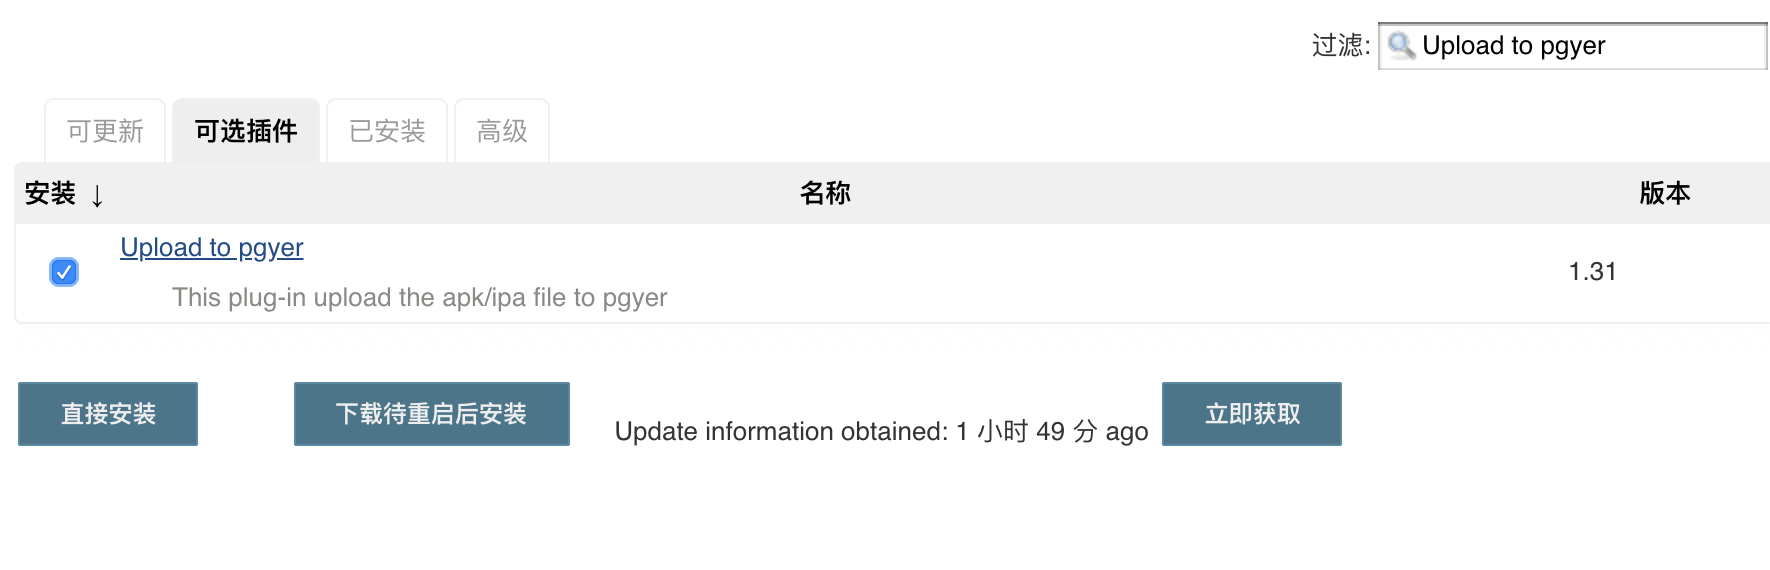 过滤: Upload to pgyer
可更新 可选插件 已安装 高级
安装 ↓ 名称 版本
Upload to pgyer
This plug-in upload the apk/ipa file to pgyer
1.31
直接安装 下载待重启后安装 Update information obtained: 1 小时 49 分 ago 立即获取